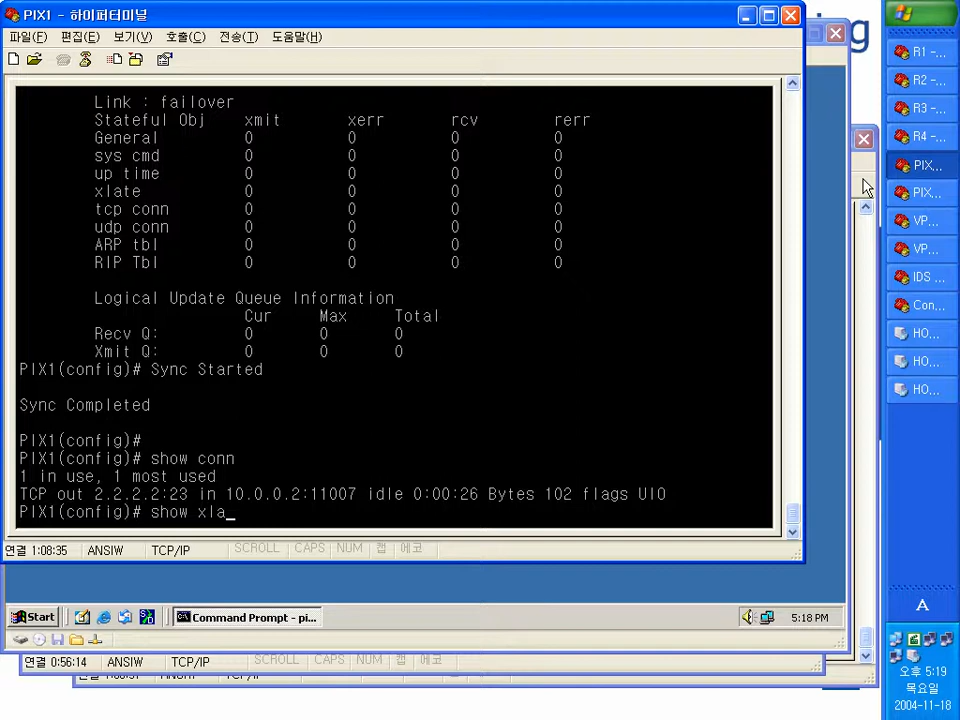 PIX1 - 하이퍼터미널
파일(F) 편집(E) 보기(V) 호출(C) 전송(T) 도움말(H)
Link : failover
Stateful Obj xmit xerr rcv rerr
General 0 0 0 0
sys cmd 0 0 0 0
up time 0 0 0 0
xlate 0 0 0 0
tcp conn 0 0 0 0
udp conn 0 0 0 0
ARP tbl 0 0 0 0
RIP Tbl 0 0 0 0
Logical Update Queue Information
Cur Max Total
Recv Q: 0 0 0
Xmit Q: 0 0 0
PIX1(config)# Sync Started
Sync Completed
PIX1(config)#
PIX1(config)# show conn
1 in use, 1 most used
TCP out 2.2.2.2:23 in 10.0.0.2:11007 idle 0:00:26 Bytes 102 flags UIO
PIX1(config)# show xla_
연결 1:08:35 ANSIW TCP/IP SCROLL CAPS NUM 캡 에코
Start Command Prompt - pi... 5:18 PM
연결 0:56:14 ANSIW TCP/IP SCROLL CAPS NUM 캡 에코
R1 -...
R2 -...
R3 -...
R4 -...
PIX...
PIX...
VP...
VP...
IDS ...
Con...
HO...
HO...
HO...
A
오후 5:19
목요일
2004-11-18